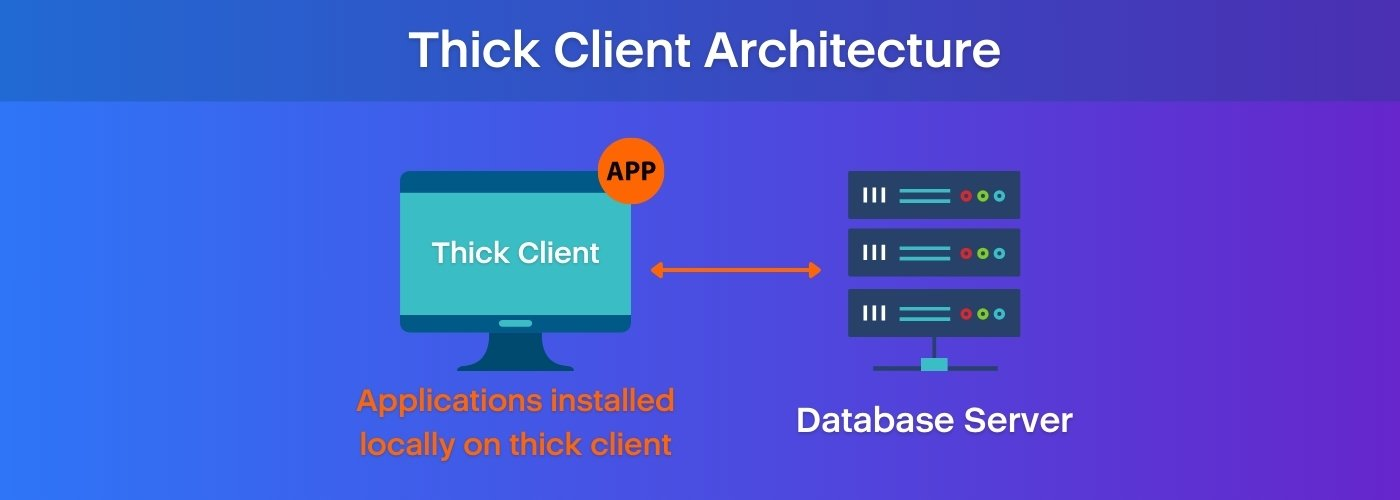 Thick Client Architecture
APP
Thick Client
Applications installed
locally on thick client
Database Server